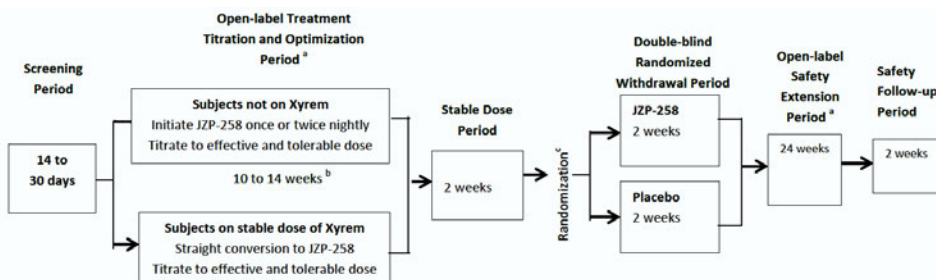 Screening
Period
14 to
30 days
Open-label Treatment
Titration and Optimization
Period a
Subjects not on Xyrem
Initiate JZP-258 once or twice nightly
Titrate to effective and tolerable dose
10 to 14 weeks b
Subjects on stable dose of Xyrem
Straight conversion to JZP-258
Titrate to effective and tolerable dose
Stable Dose
Period
2 weeks
Randomization c
Double-blind
Randomized
Withdrawal Period
JZP-258
2 weeks
Placebo
2 weeks
Open-label
Safety
Extension
Period a
24 weeks
Safety
Follow-up
Period
2 weeks